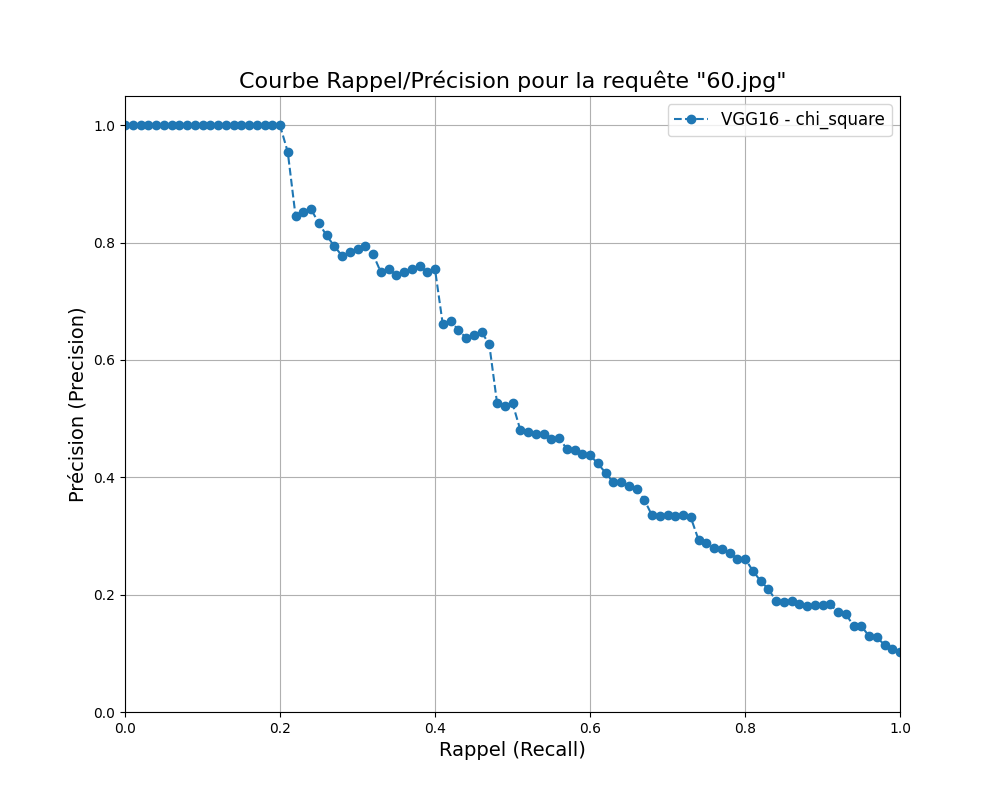 Courbe Rappel/Précision pour la requête "60.jpg"
VGG16 - chi_square
Précision (Precision)
1.0
0.8
0.6
0.4
0.2
0.0
0.0 0.2 0.4 0.6 0.8 1.0
Rappel (Recall)